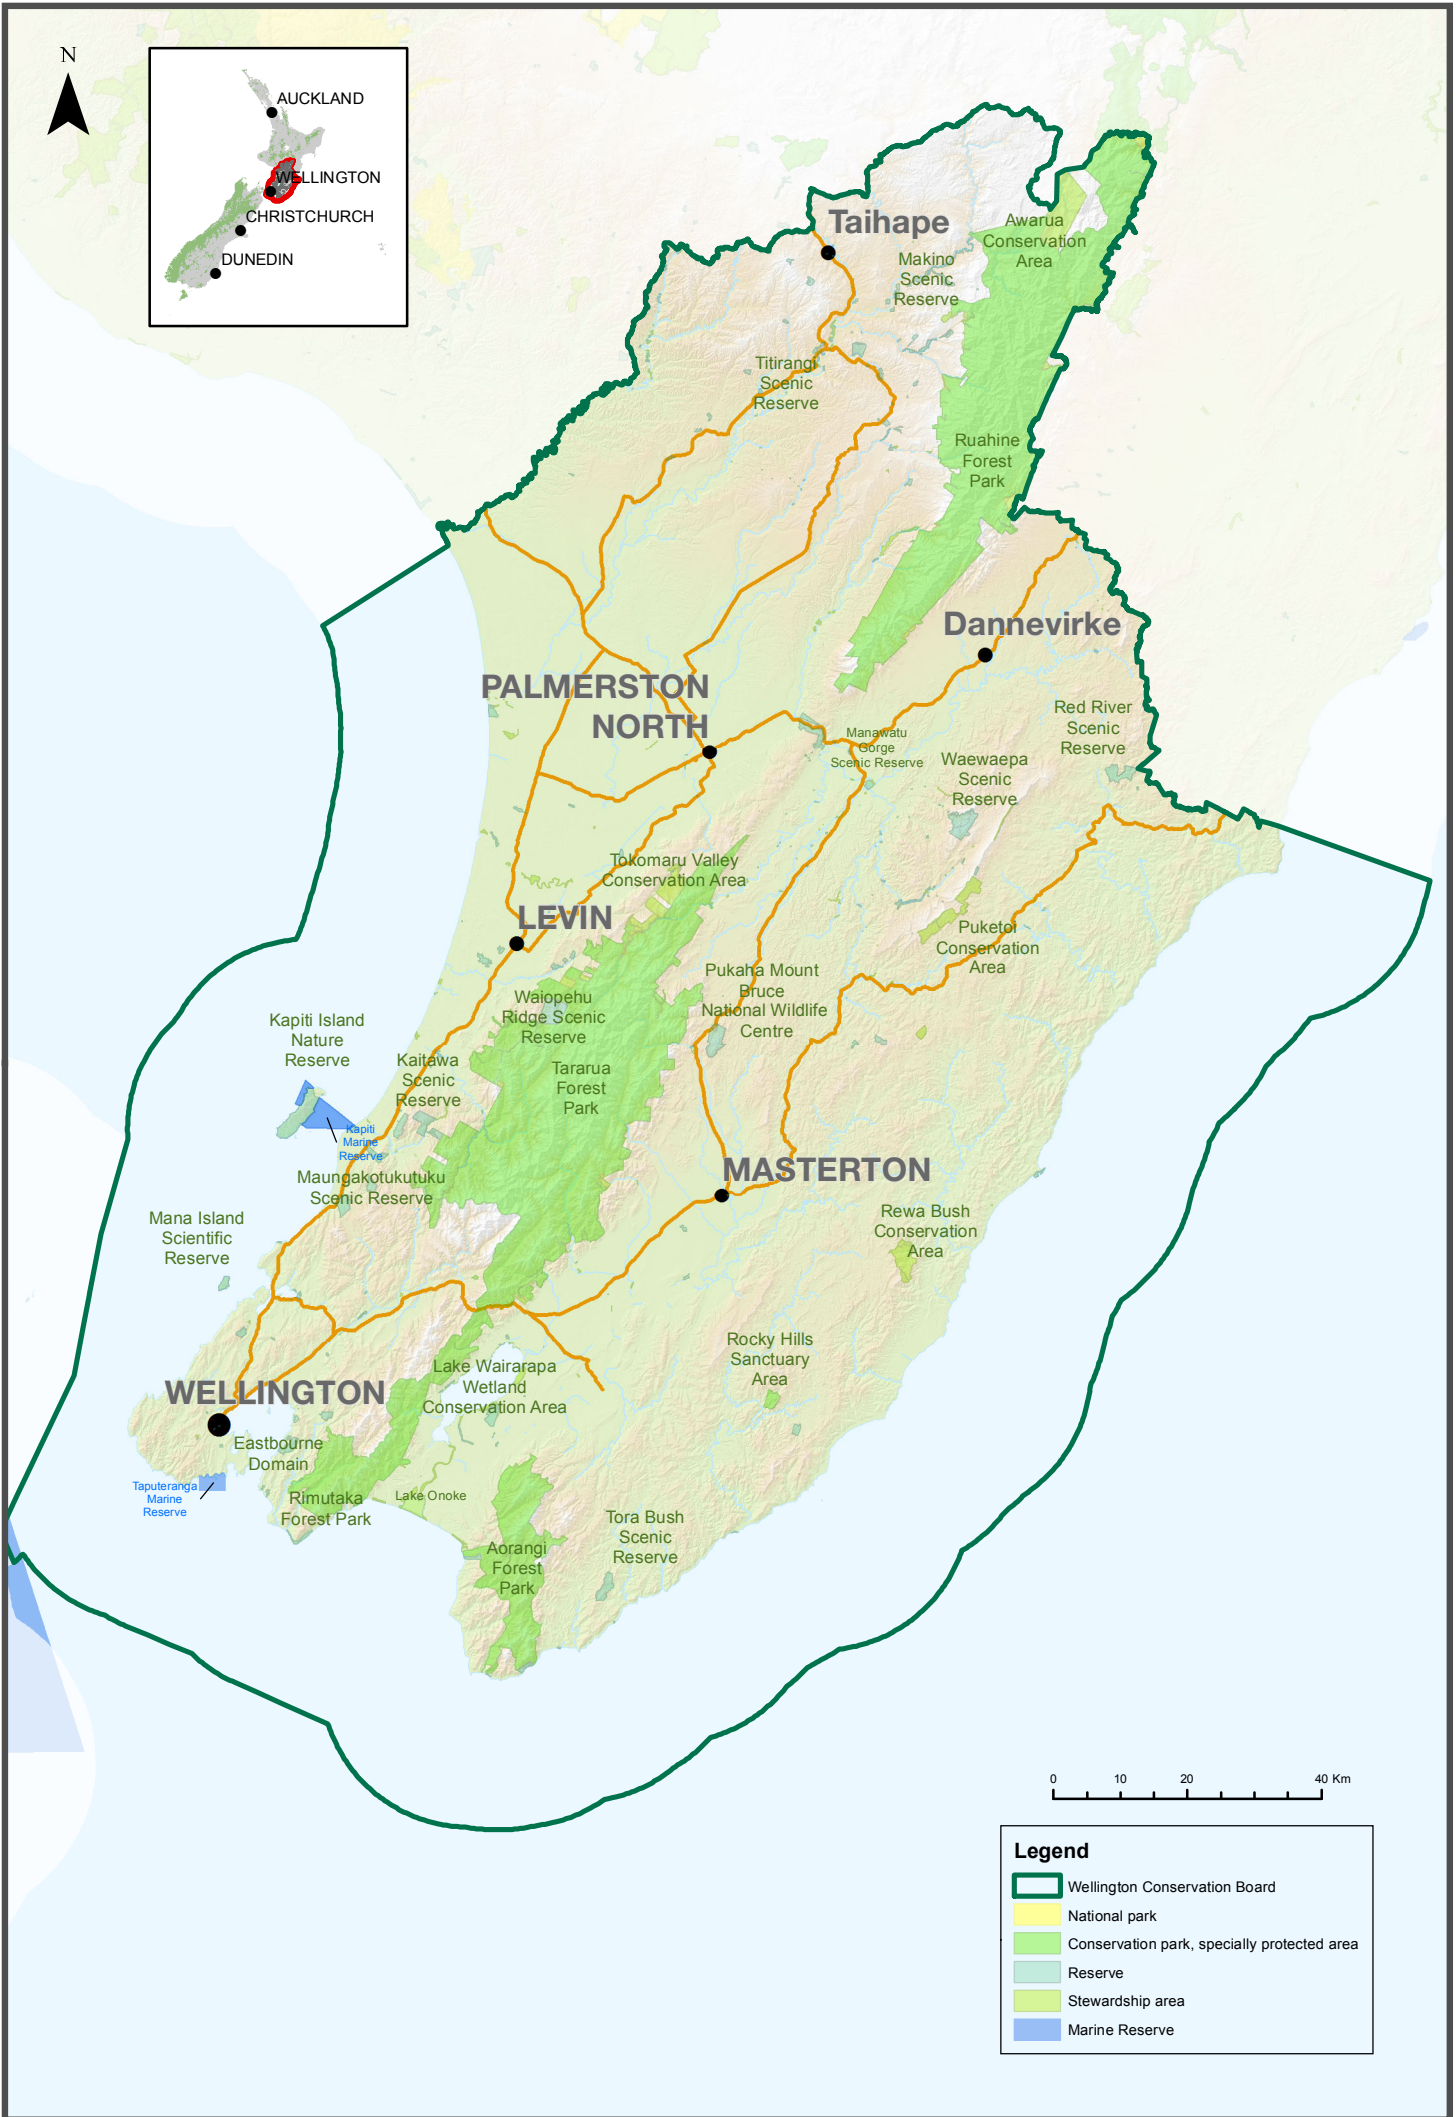 N
AUCKLAND
WELLINGTON
CHRISTCHURCH
DUNEDIN
Taihape
Awarua
Conservation
Area
Makino
Scenic
Reserve
Titirangi
Scenic
Reserve
Ruahine
Forest
Park
Dannevirke
PALMERSTON
NORTH
Red River
Scenic
Reserve
Manawatu
Gorge
Scenic Reserve
Waewaepa
Scenic
Reserve
Tokomaru Valley
Conservation Area
LEVIN
Puketoi
Conservation
Area
Pukaha Mount
Bruce
National Wildlife
Centre
Waiopehu
Ridge Scenic
Reserve
Kapiti Island
Nature
Reserve
Kaitawa
Scenic
Reserve
Tararua
Forest
Park
Kapiti
Marine
Reserve
Maungakotukutuku
Scenic Reserve
MASTERTON
Mana Island
Scientific
Reserve
Rewa Bush
Conservation
Area
Rocky Hills
Sanctuary
Area
Lake Wairarapa
Wetland
Conservation Area
WELLINGTON
Eastbourne
Domain
Taputeranga
Marine
Reserve
Rimutaka
Forest Park
Lake Onoke
Aorangi
Forest
Park
Tora Bush
Scenic
Reserve
0 10 20 40 Km
Legend
Wellington Conservation Board
National park
Conservation park, specially protected area
Reserve
Stewardship area
Marine Reserve